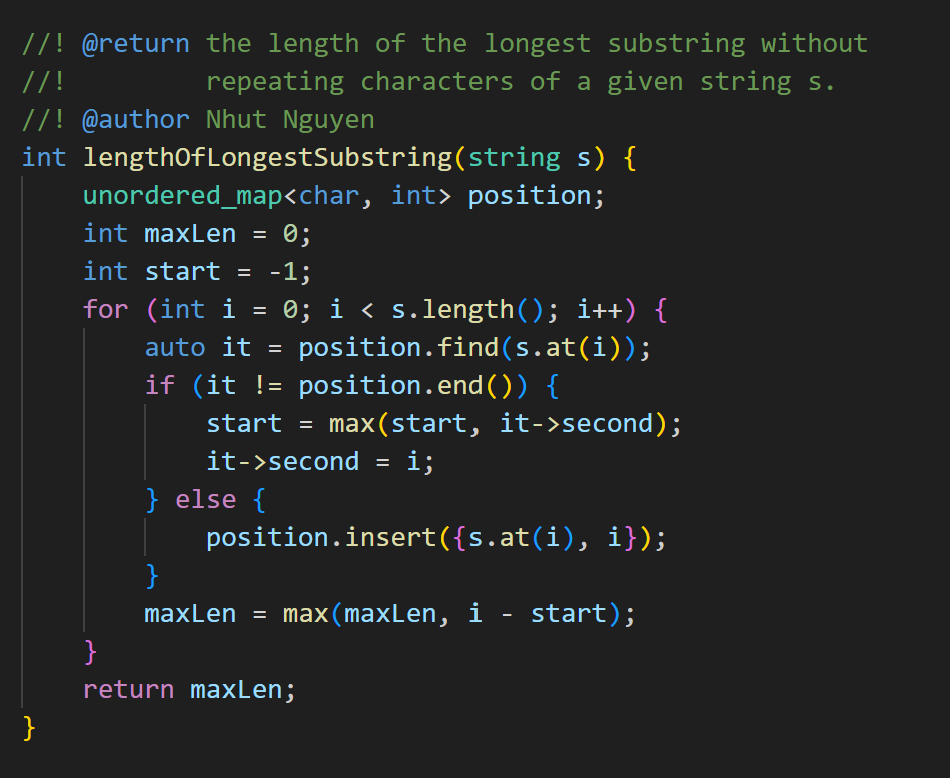 //! @return the length of the longest substring without
//!         repeating characters of a given string s.
//! @author Nhut Nguyen
int lengthOfLongestSubstring(string s) {
    unordered_map<char, int> position;
    int maxLen = 0;
    int start = -1;
    for (int i = 0; i < s.length(); i++) {
        auto it = position.find(s.at(i));
        if (it != position.end()) {
            start = max(start, it->second);
            it->second = i;
        } else {
            position.insert({s.at(i), i});
        }
        maxLen = max(maxLen, i - start);
    }
    return maxLen;
}